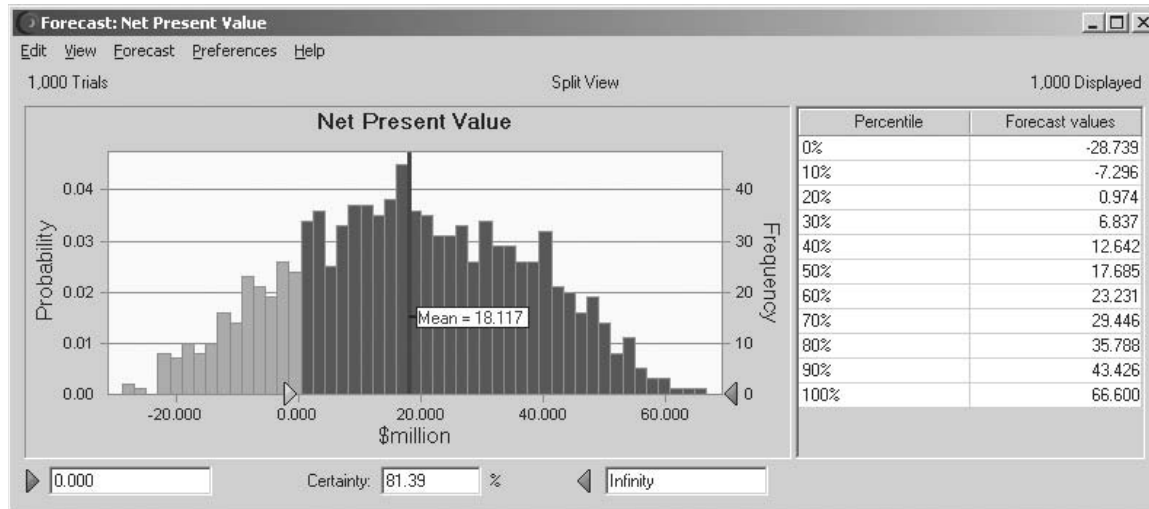 Forecast: Net Present Value
Edit View Forecast Preferences Help
1,000 Trials Split View 1,000 Displayed
Net Present Value
Probability
0.04
0.03
0.02
0.01
0.00
Mean = 18.117
40
30
20
10
0
Frequency
-20.000 0.000 20.000 40.000 60.000
$million
Percentile Forecast values
0% -28.739
10% -7.296
20% 0.974
30% 6.837
40% 12.642
50% 17.685
60% 23.231
70% 29.446
80% 35.788
90% 43.426
100% 66.600
0.000 Certainty: 81.39 % Infinity